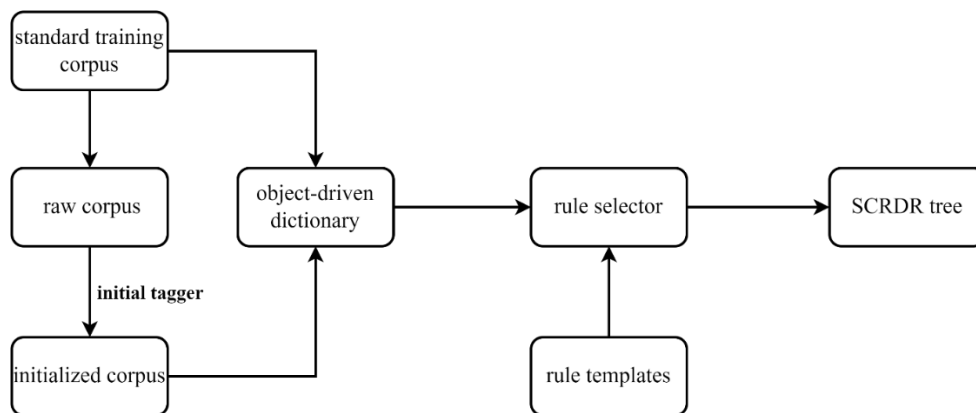 standard training
corpus
raw corpus
object-driven
dictionary
rule selector
SCRDR tree
initial tagger
initialized corpus
rule templates